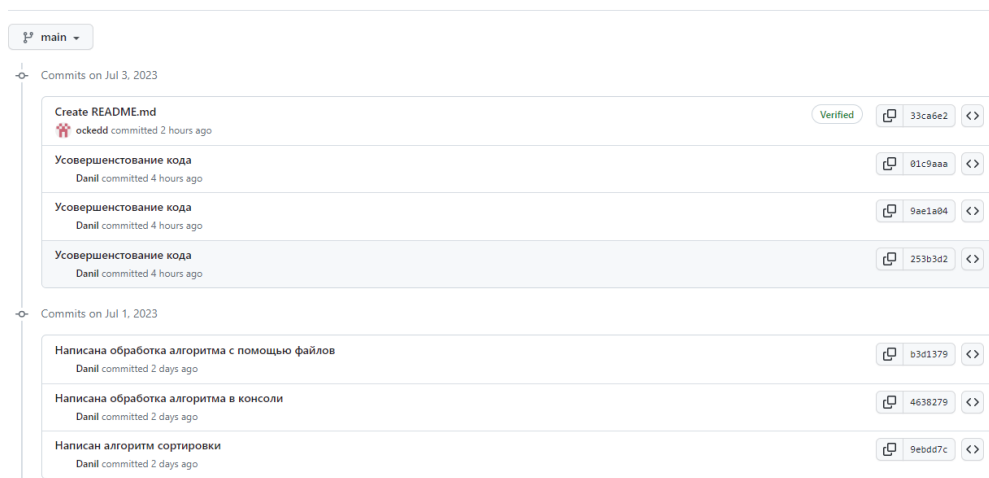 main
Commits on Jul 3, 2023
Create README.md
Verified
33ca6e2
ockedd committed 2 hours ago
Усовершенстование кода
01c9aaa
Danil committed 4 hours ago
Усовершенстование кода
9ae1a04
Danil committed 4 hours ago
Усовершенстование кода
253b3d2
Danil committed 4 hours ago
Commits on Jul 1, 2023
Написана обработка алгоритма с помощью файлов
b3d1379
Danil committed 2 days ago
Написана обработка алгоритма в консоли
4638279
Danil committed 2 days ago
Написан алгоритм сортировки
9ebdd7c
Danil committed 2 days ago